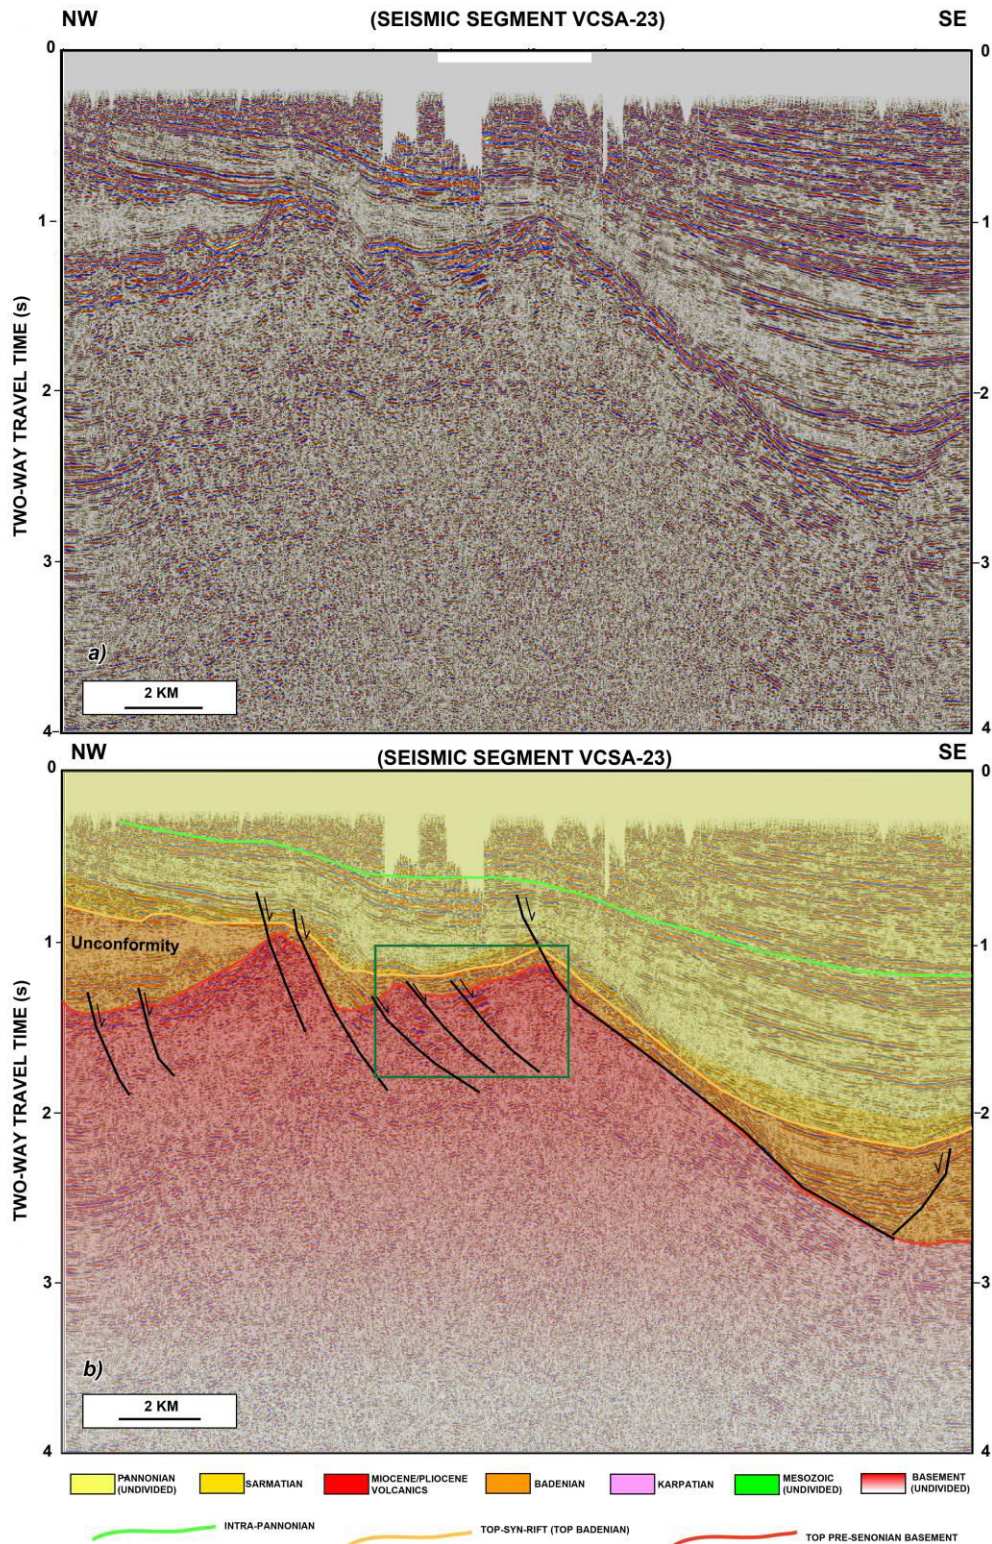 NW (SEISMIC SEGMENT VCSA-23) SE
0 0
1 1
2 2
3 3
4 4
TWO-WAY TRAVEL TIME (s)
a)
2 KM
NW (SEISMIC SEGMENT VCSA-23) SE
0 0
Unconformity
1 1
2 2
3 3
4 4
TWO-WAY TRAVEL TIME (s)
b)
2 KM
PANNONIAN
(UNDIVIDED)
SARMATIAN
MIOCENE/PLIOCENE
VOLCANICS
BADENIAN
KARPATIAN
MESOZOIC
(UNDIVIDED)
BASEMENT
(UNDIVIDED)
INTRA-PANNONIAN
TOP-SYN-RIFT (TOP BADENIAN)
TOP PRE-SENONIAN BASEMENT